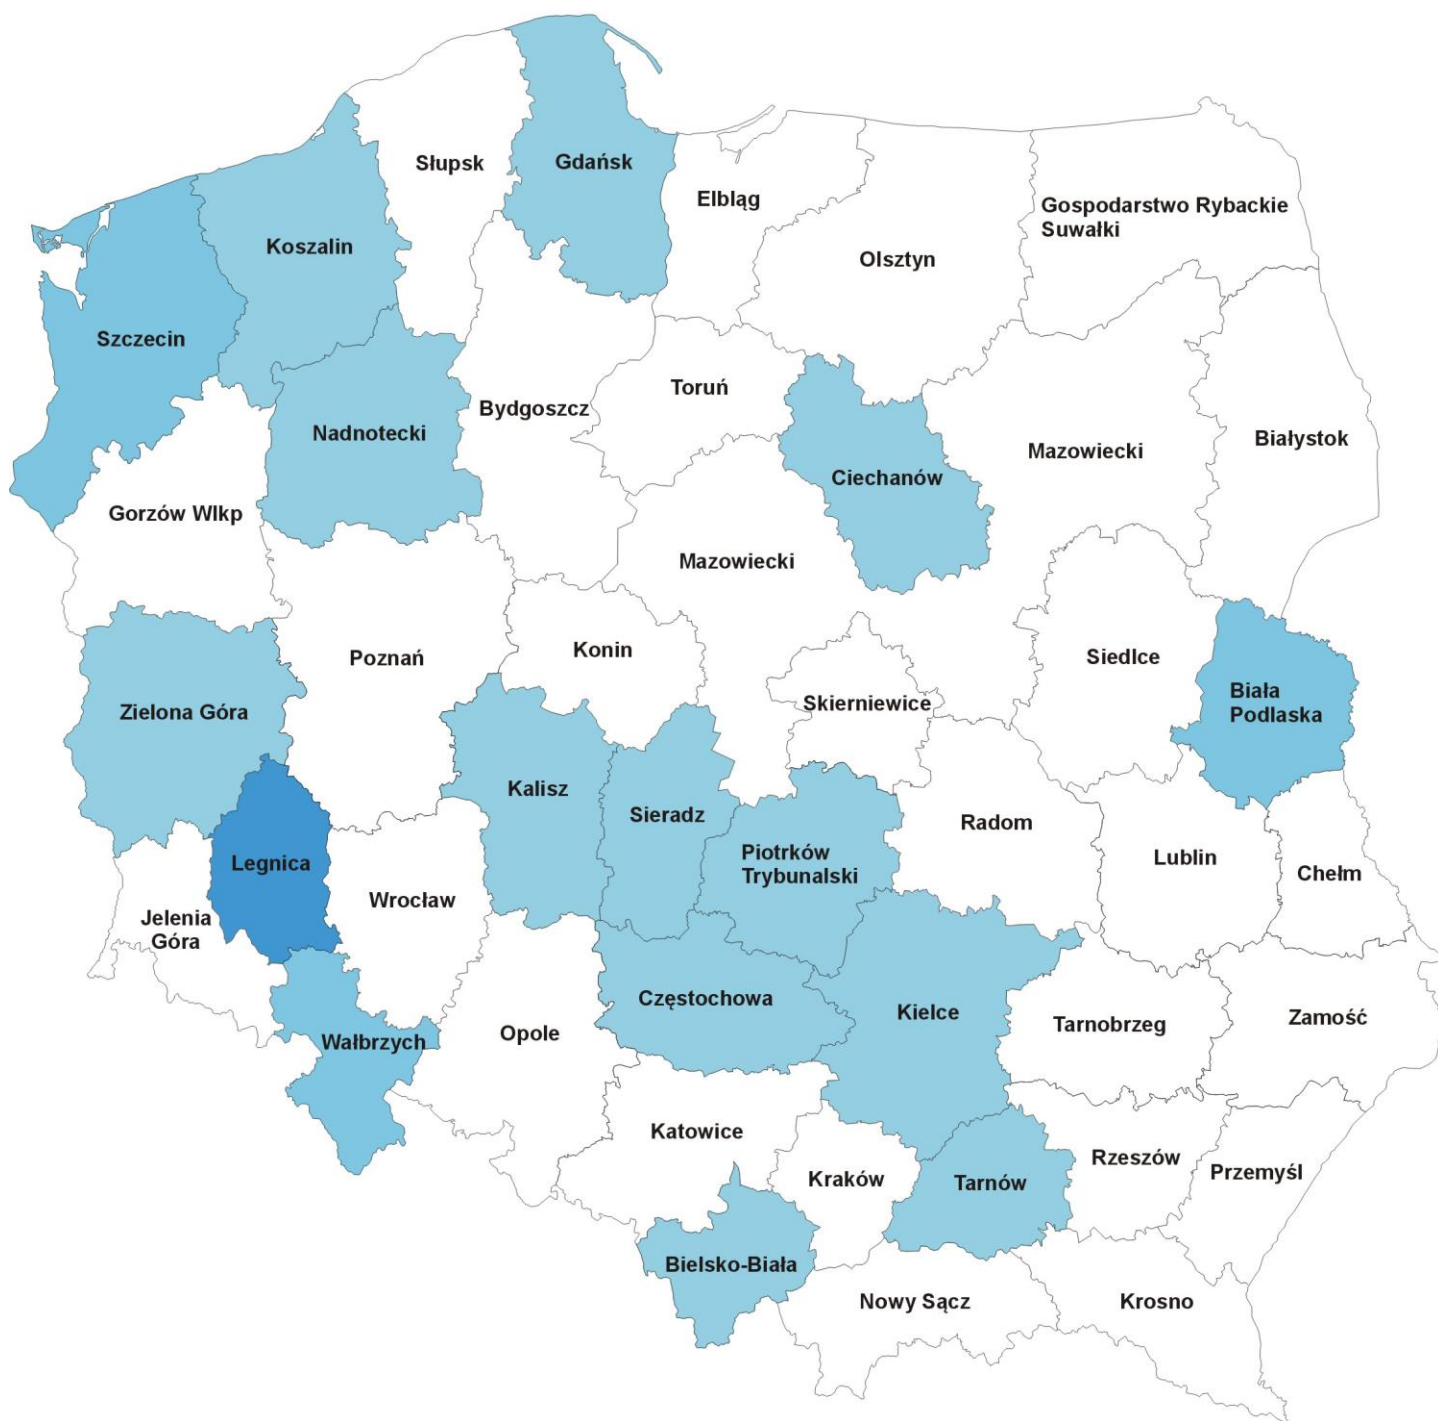 Słupsk
Gdańsk
Elbląg
Gospodarstwo Rybackie
Suwałki
Koszalin
Olsztyn
Szczecin
Toruń
Bydgoszcz
Nadnotecki
Białystok
Mazowiecki
Ciechanów
Gorzów Wlkp
Mazowiecki
Konin
Poznań
Siedlce
Biała
Podlaska
Skierniewice
Zielona Góra
Kalisz
Sieradz
Radom
Piotrków
Trybunalski
Lublin
Legnica
Chełm
Wrocław
Jelenia
Góra
Częstochowa
Kielce
Zamość
Tarnobrzeg
Opole
Wałbrzych
Katowice
Rzeszów
Przemyśl
Kraków
Tarnów
Bielsko-Biała
Nowy Sącz
Krosno